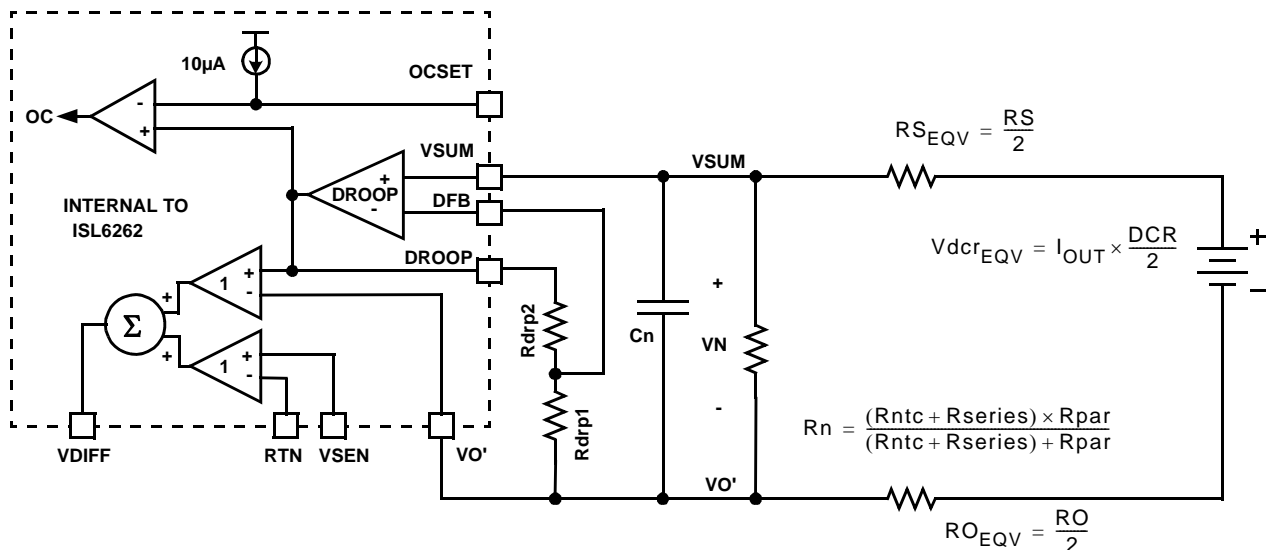 10µA
OCSET
OC
-
+
RS_EQV = RS/2
VSUM
VSUM
+
DROOP
-
DFB
INTERNAL TO
ISL6262
DROOP
Vdcr_EQV = I_OUT × DCR/2
+
-
+
1
+
-
Σ
+
+
1
+
-
Rdrp2
Cn
+
VN
-
Rdrp1
Rn = (Rntc + Rseries) × Rpar / (Rntc + Rseries) + Rpar
VDIFF
RTN
VSEN
VO'
VO'
RO_EQV = RO/2